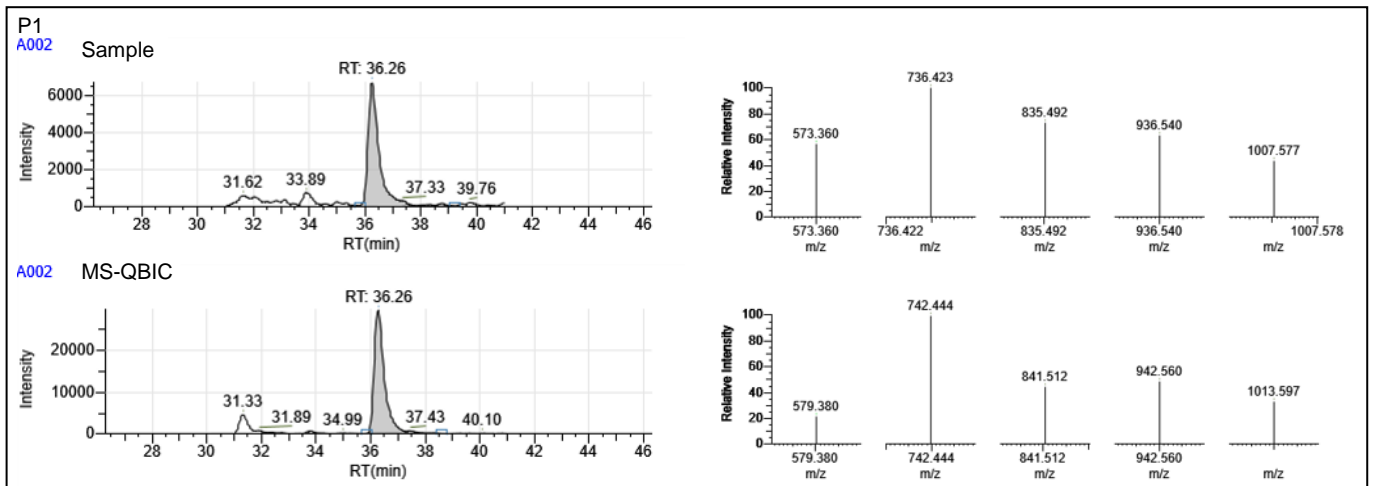 P1
A002 Sample
RT: 36.26
6000
4000
2000
0
Intensity
31.62 33.89 37.33 39.76
28 30 32 34 36 38 40 42 44 46
RT(min)
Relative Intensity
100
80
60
40
20
0
573.360 736.423 835.492 936.540 1007.577
573.360 736.422 835.492 936.540 1007.578
m/z m/z m/z m/z m/z
A002 MS-QBIC
RT: 36.26
20000
10000
0
Intensity
31.33 31.89 34.99 37.43 40.10
28 30 32 34 36 38 40 42 44 46
RT(min)
Relative Intensity
100
80
60
40
20
0
579.380 742.444 841.512 942.560 1013.597
579.380 742.444 841.512 942.560
m/z m/z m/z m/z m/z